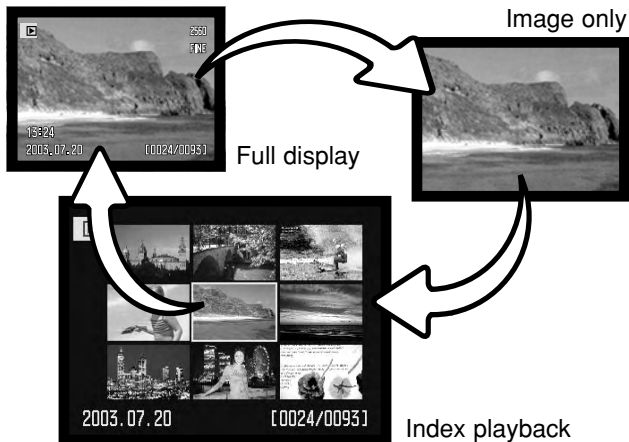 Image only
2560
FINE
13:24
2003.07.20 [0024/0093]
Full display
2003.07.20 [0024/0093]
Index playback